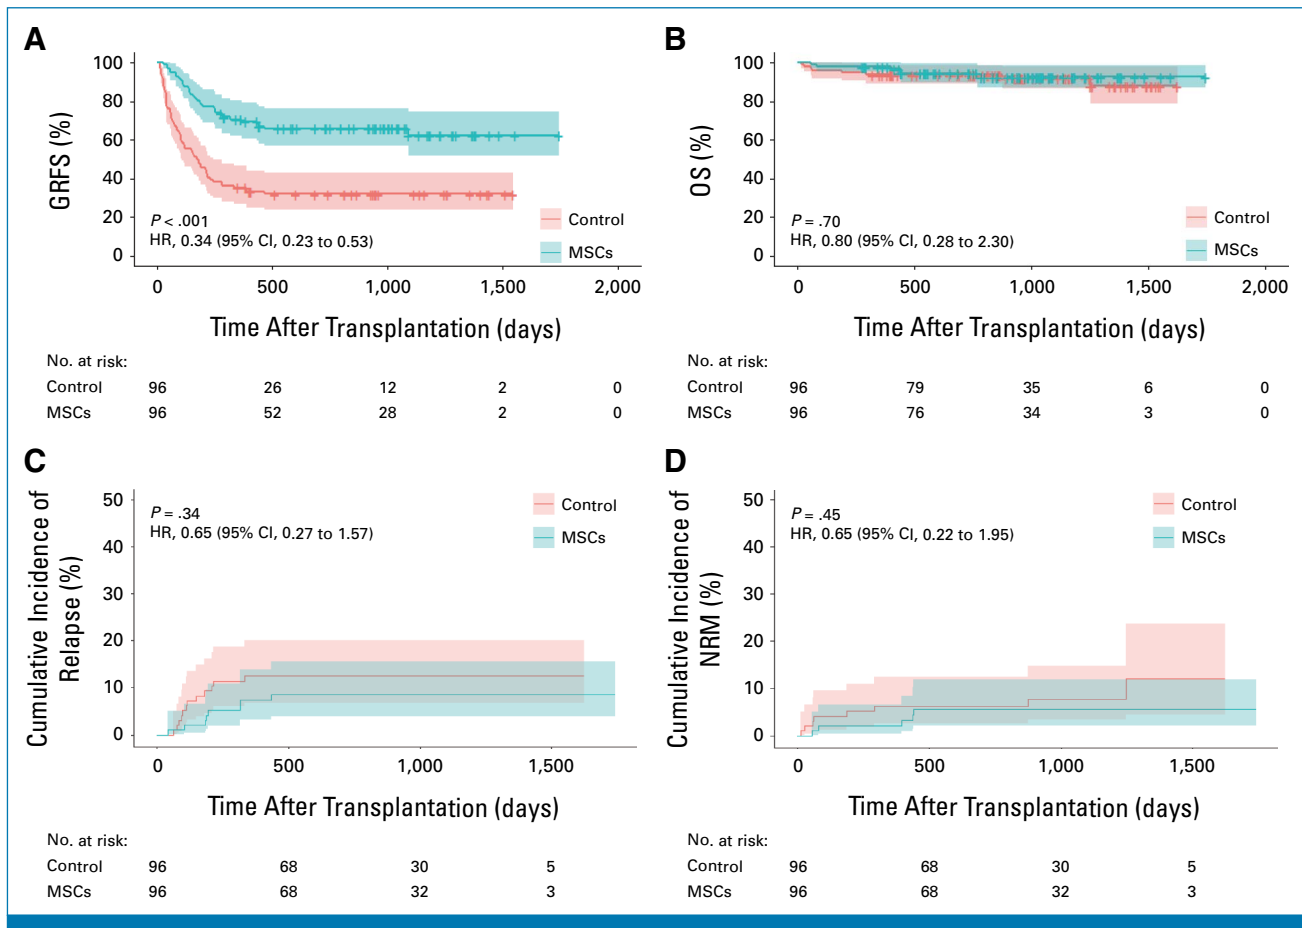 A
GRFS (%)
100
80
60
40
20
0
P < .001
HR, 0.34 (95% CI, 0.23 to 0.53)
Control
MSCs
0 500 1,000 1,500 2,000
Time After Transplantation (days)
No. at risk:
Control 96 26 12 2 0
MSCs 96 52 28 2 0
B
OS (%)
100
80
60
40
20
0
P = .70
HR, 0.80 (95% CI, 0.28 to 2.30)
Control
MSCs
0 500 1,000 1,500 2,000
Time After Transplantation (days)
No. at risk:
Control 96 79 35 6 0
MSCs 96 76 34 3 0
C
Cumulative Incidence of
Relapse (%)
50
40
30
20
10
0
P = .34
HR, 0.65 (95% CI, 0.27 to 1.57)
Control
MSCs
0 500 1,000 1,500
Time After Transplantation (days)
No. at risk:
Control 96 68 30 5
MSCs 96 68 32 3
D
Cumulative Incidence of
NRM (%)
50
40
30
20
10
0
P = .45
HR, 0.65 (95% CI, 0.22 to 1.95)
Control
MSCs
0 500 1,000 1,500
Time After Transplantation (days)
No. at risk:
Control 96 68 30 5
MSCs 96 68 32 3